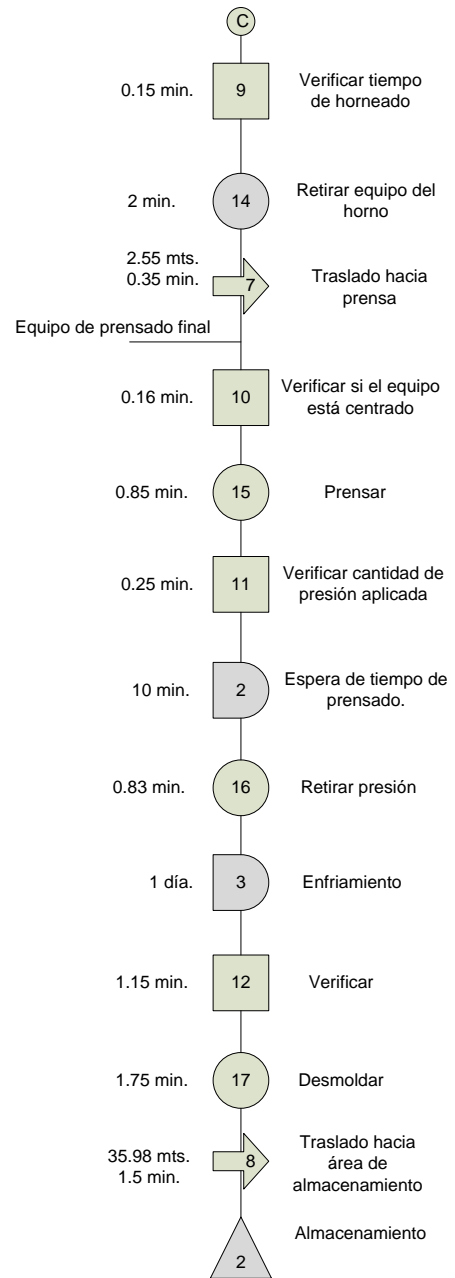 C
0.15 min.
9
Verificar tiempo
de horneado
2 min.
14
Retirar equipo del
horno
2.55 mts.
0.35 min.
7
Traslado hacia
prensa
Equipo de prensado final
0.16 min.
10
Verificar si el equipo
está centrado
0.85 min.
15
Prensar
0.25 min.
11
Verificar cantidad de
presión aplicada
10 min.
2
Espera de tiempo de
prensado.
0.83 min.
16
Retirar presión
1 día.
3
Enfriamiento
1.15 min.
12
Verificar
1.75 min.
17
Desmoldar
35.98 mts.
1.5 min.
8
Traslado hacia
área de
almacenamiento
Almacenamiento
2